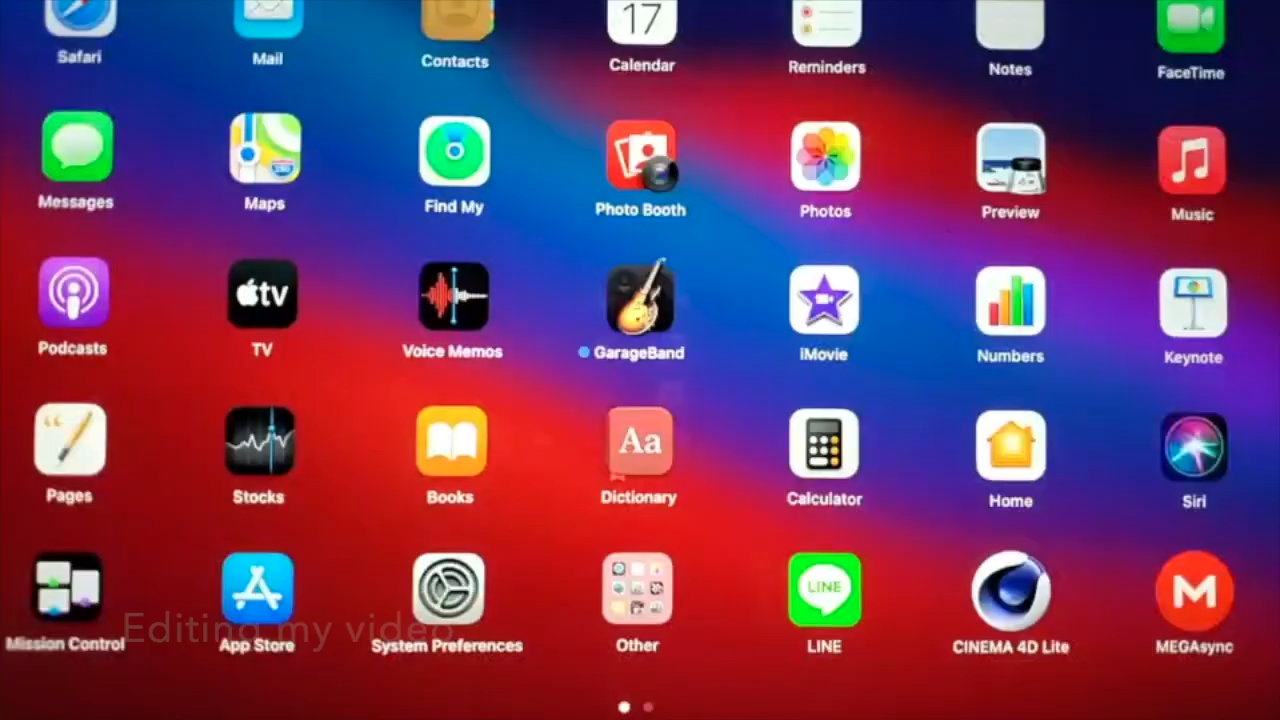 17
Safari Mail Contacts Calendar Reminders Notes FaceTime
Messages Maps Find My Photo Booth Photos Preview Music
tv
Podcasts TV Voice Memos GarageBand iMovie Numbers Keynote
Aa
Pages Stocks Books Dictionary Calculator Home Siri
LINE M
Editing my video
Mission Control App Store System Preferences Other LINE CINEMA 4D Lite MEGAsync